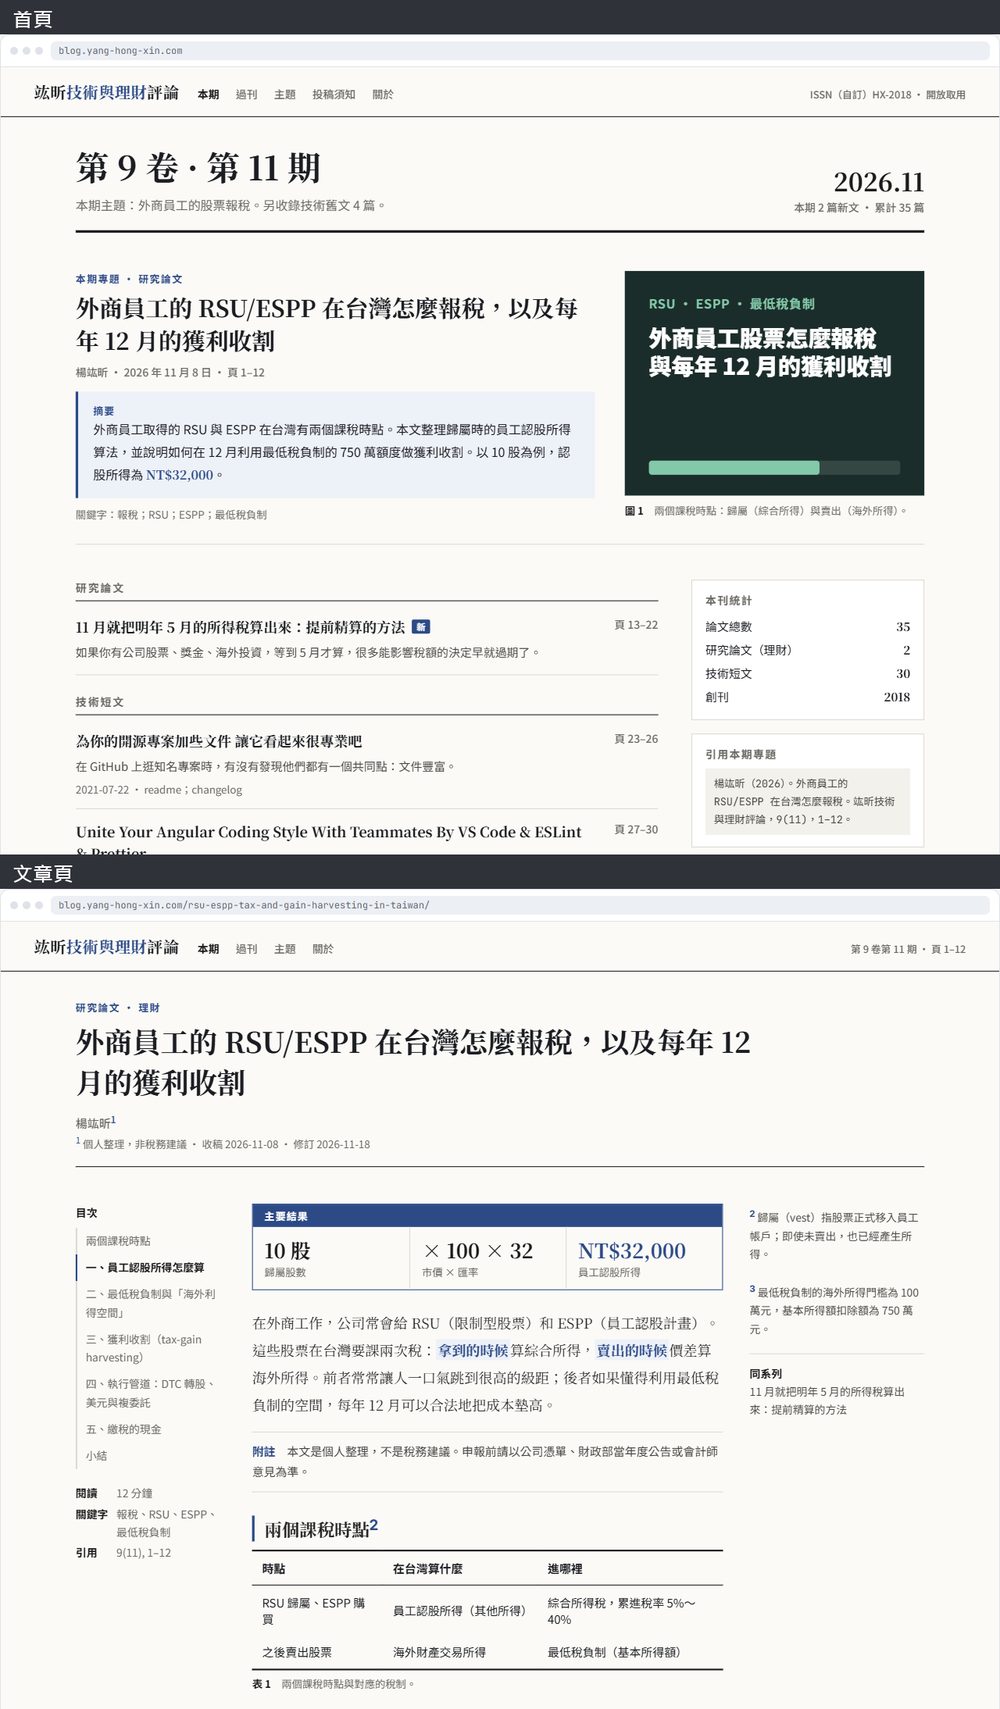 首頁
blog.yang-hong-xin.com
竑昕技術與理財評論 本期 過刊 主題 投稿須知 關於
ISSN（自訂）HX-2018 · 開放取用
第 9 卷 · 第 11 期
本期主題：外商員工的股票報稅。另收錄技術舊文 4 篇。
2026.11
本期 2 篇新文 · 累計 35 篇
本期專題 · 研究論文
外商員工的 RSU/ESPP 在台灣怎麼報稅，以及每
年 12 月的獲利收割
楊竑昕 · 2026 年 11 月 8 日 · 頁 1–12
摘要
外商員工取得的 RSU 與 ESPP 在台灣有兩個課稅時點。本文整理歸屬時的員工認股所得
算法，並說明如何在 12 月利用最低稅負制的 750 萬額度做獲利收割。以 10 股為例，認
股所得為 NT$32,000。
關鍵字：報稅；RSU；ESPP；最低稅負制
RSU · ESPP · 最低稅負制
外商員工股票怎麼報稅
與每年 12 月的獲利收割
圖 1 兩個課稅時點：歸屬（綜合所得）與賣出（海外所得）。
研究論文
11 月就把明年 5 月的所得稅算出來：提前精算的方法 新
頁 13–22
如果你有公司股票、獎金、海外投資，等到 5 月才算，很多能影響稅額的決定早就過期了。
技術短文
為你的開源專案加些文件 讓它看起來很專業吧
頁 23–26
在 GitHub 上逛知名專案時，有沒有發現他們都有一個共同點：文件豐富。
2021-07-22 · readme；changelog
Unite Your Angular Coding Style With Teammates By VS Code & ESLint
& Prettier
頁 27–30
本刊統計
論文總數 35
研究論文（理財） 2
技術短文 30
創刊 2018
引用本期專題
楊竑昕（2026）。外商員工的
RSU/ESPP 在台灣怎麼報稅。竑昕技術
與理財評論，9(11)，1–12。
文章頁
blog.yang-hong-xin.com/rsu-espp-tax-and-gain-harvesting-in-taiwan/
竑昕技術與理財評論 本期 過刊 主題 關於
第 9 卷第 11 期 · 頁 1–12
研究論文 · 理財
外商員工的 RSU/ESPP 在台灣怎麼報稅，以及每年 12
月的獲利收割
楊竑昕1
1 個人整理，非稅務建議 · 收稿 2026-11-08 · 修訂 2026-11-18
目次
兩個課稅時點
一、員工認股所得怎麼算
二、最低稅負制與「海外利
得空間」
三、獲利收割（tax-gain
harvesting）
四、執行管道：DTC 轉股、
美元與複委託
五、繳稅的現金
小結
閱讀 12 分鐘
關鍵字 報稅、RSU、ESPP、
最低稅負制
引用 9(11), 1–12
主要結果
10 股
歸屬股數
× 100 × 32
市價 × 匯率
NT$32,000
員工認股所得
在外商工作，公司常會給 RSU（限制型股票）和 ESPP（員工認股計畫）。
這些股票在台灣要課兩次稅：拿到的時候算綜合所得，賣出的時候價差算
海外所得。前者常常讓人一口氣跳到很高的級距；後者如果懂得利用最低稅
負制的空間，每年 12 月可以合法地把成本墊高。
附註 本文是個人整理，不是稅務建議。申報前請以公司憑單、財政部當年度公告或會計師
意見為準。
兩個課稅時點2
時點 在台灣算什麼 進哪裡
RSU 歸屬、ESPP 購
買
員工認股所得（其他所得）
綜合所得稅，累進稅率 5%～
40%
之後賣出股票 海外財產交易所得 最低稅負制（基本所得額）
表 1 兩個課稅時點與對應的稅制。
2 歸屬（vest）指股票正式移入員工
帳戶；即使未賣出，也已經產生所
得。
3 最低稅負制的海外所得門檻為 100
萬元，基本所得額扣除額為 750 萬
元。
同系列
11 月就把明年 5 月的所得稅算出
來：提前精算的方法